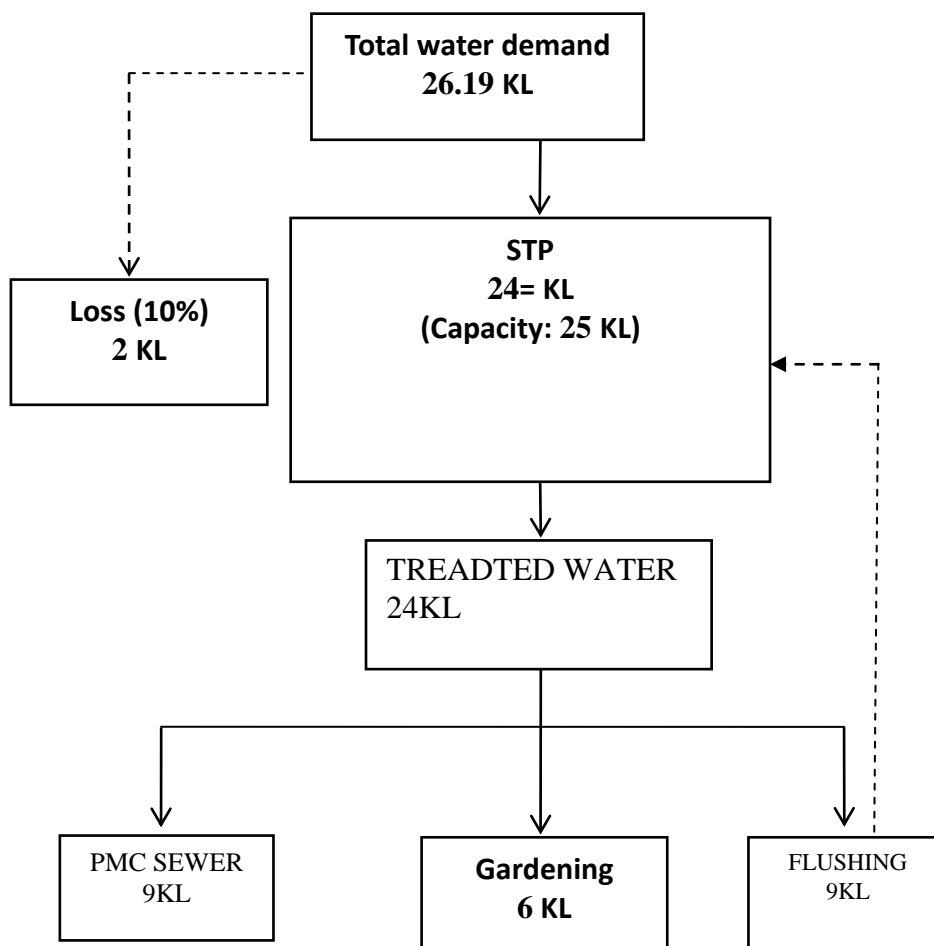 Total water demand
26.19 KL
STP
24= KL
(Capacity: 25 KL)
Loss (10%)
2 KL
TREADTED WATER
24KL
PMC SEWER
9KL
Gardening
6 KL
FLUSHING
9KL